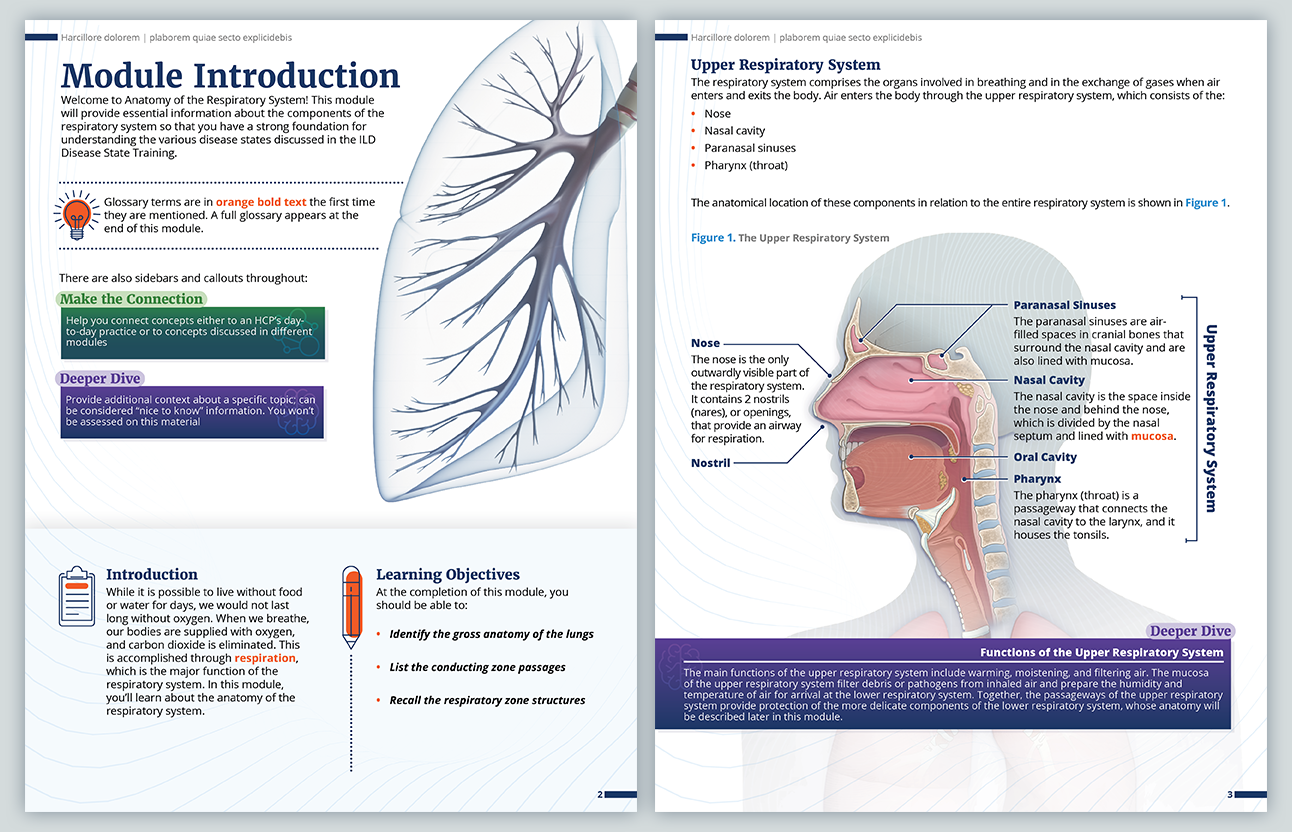 Harcillore dolorem | plaborem quiae secto explicidebis
Module Introduction
Welcome to Anatomy of the Respiratory System! This module
will provide essential information about the components of the
respiratory system so that you have a strong foundation for
understanding the various disease states discussed in the ILD
Disease State Training.
Glossary terms are in orange bold text the first time
they are mentioned. A full glossary appears at the
end of this module.
There are also sidebars and callouts throughout:
Make the Connection
Help you connect concepts either to an HCP’s day-
to-day practice or to concepts discussed in different
modules
Deeper Dive
Provide additional context about a specific topic; can
be considered “nice to know” information. You won’t
be assessed on this material
Introduction
While it is possible to live without food
or water for days, we would not last
long without oxygen. When we breathe,
our bodies are supplied with oxygen,
and carbon dioxide is eliminated. This
is accomplished through respiration,
which is the major function of the
respiratory system. In this module,
you’ll learn about the anatomy of the
respiratory system.
Learning Objectives
At the completion of this module, you
should be able to:
• Identify the gross anatomy of the lungs
• List the conducting zone passages
• Recall the respiratory zone structures
2
Harcillore dolorem | plaborem quiae secto explicidebis
Upper Respiratory System
The respiratory system comprises the organs involved in breathing and in the exchange of gases when air
enters and exits the body. Air enters the body through the upper respiratory system, which consists of the:
• Nose
• Nasal cavity
• Paranasal sinuses
• Pharynx (throat)
The anatomical location of these components in relation to the entire respiratory system is shown in Figure 1.
Figure 1. The Upper Respiratory System
Nose
The nose is the only
outwardly visible part of
the respiratory system.
It contains 2 nostrils
(nares), or openings,
that provide an airway
for respiration.
Nostril
Paranasal Sinuses
The paranasal sinuses are air-
filled spaces in cranial bones that
surround the nasal cavity and are
also lined with mucosa.
Nasal Cavity
The nasal cavity is the space inside
the nose and behind the nose,
which is divided by the nasal
septum and lined with mucosa.
Oral Cavity
Pharynx
The pharynx (throat) is a
passageway that connects the
nasal cavity to the larynx, and it
houses the tonsils.
Upper Respiratory System
Deeper Dive
Functions of the Upper Respiratory System
The main functions of the upper respiratory system include warming, moistening, and filtering air. The mucosa
of the upper respiratory system filter debris or pathogens from inhaled air and prepare the humidity and
temperature of air for arrival at the lower respiratory system. Together, the passageways of the upper respiratory
system provide protection of the more delicate components of the lower respiratory system, whose anatomy will
be described later in this module.
3